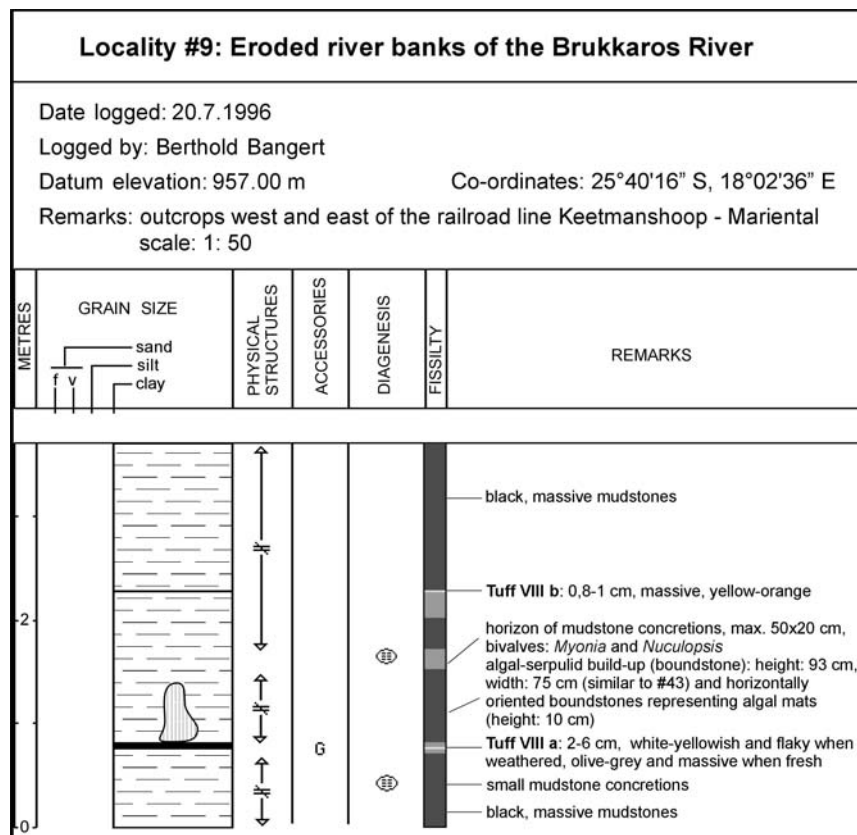 Locality #9: Eroded river banks of the Brukkaros River
Date logged: 20.7.1996
Logged by: Berthold Bangert
Datum elevation: 957.00 m Co-ordinates: 25°40'16” S, 18°02'36” E
Remarks: outcrops west and east of the railroad line Keetmanshoop - Mariental
scale: 1: 50
METRES
GRAIN SIZE
sand
silt
clay
f v
PHYSICAL
STRUCTURES
ACCESSORIES
DIAGENESIS
FISSILTY
REMARKS
black, massive mudstones
Tuff VIII b: 0,8-1 cm, massive, yellow-orange
2
horizon of mudstone concretions, max. 50x20 cm,
bivalves: Myonia and Nuculopsis
algal-serpulid build-up (boundstone): height: 93 cm,
width: 75 cm (similar to #43) and horizontally
oriented boundstones representing algal mats
(height: 10 cm)
G
Tuff VIII a: 2-6 cm, white-yellowish and flaky when
weathered, olive-grey and massive when fresh
small mudstone concretions
black, massive mudstones
0